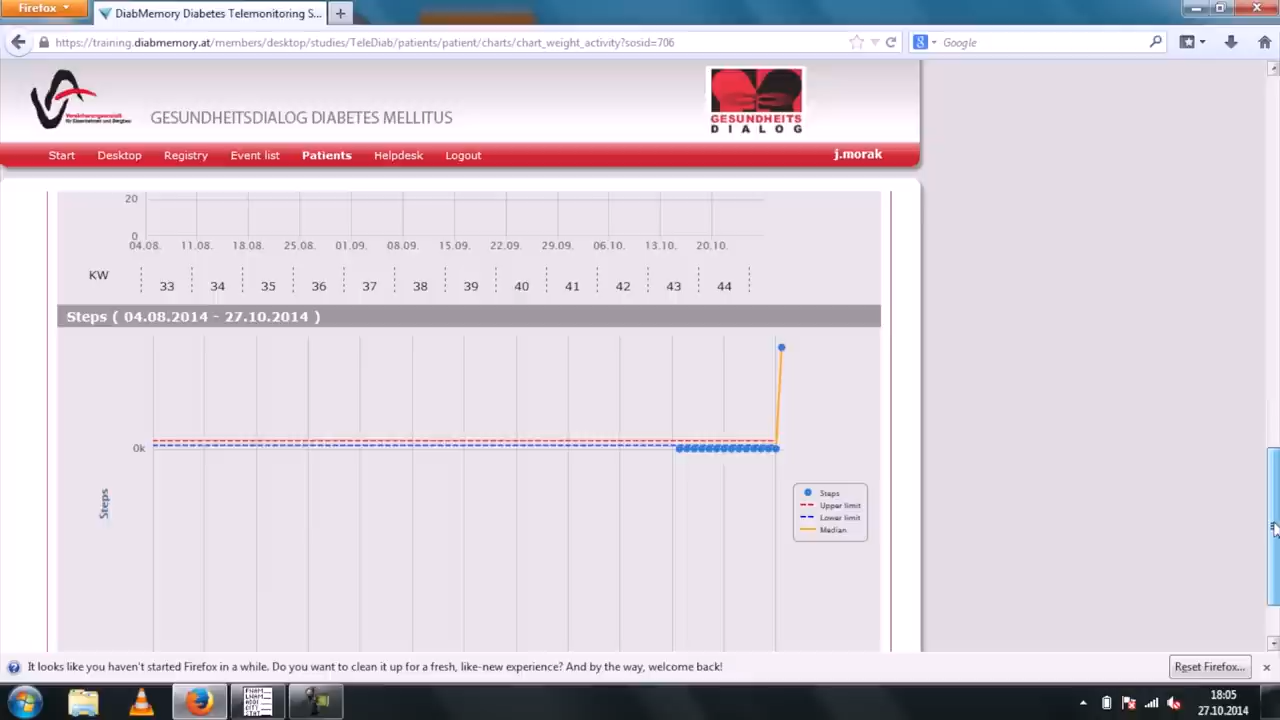 Firefox
DiabMemory Diabetes Telemonitoring S...
https://training.diabmemory.at/members/desktop/studies/TeleDiab/patients/patient/charts/chart_weight_activity?sosid=706
Google
Versicherungsanstalt
für Eisenbahnen und Bergbau
GESUNDHEITSDIALOG DIABETES MELLITUS
GESUNDHEITS
DIALOG
Start Desktop Registry Event list Patients Helpdesk Logout
j.morak
20
0
04.08. 11.08. 18.08. 25.08. 01.09. 08.09. 15.09. 22.09. 29.09. 06.10. 13.10. 20.10.
KW
33 34 35 36 37 38 39 40 41 42 43 44
Steps ( 04.08.2014 - 27.10.2014 )
0k
Steps
Steps
Upper limit
Lower limit
Median
It looks like you haven't started Firefox in a while. Do you want to clean it up for a fresh, like-new experience? And by the way, welcome back!
Reset Firefox...
18:05
27.10.2014